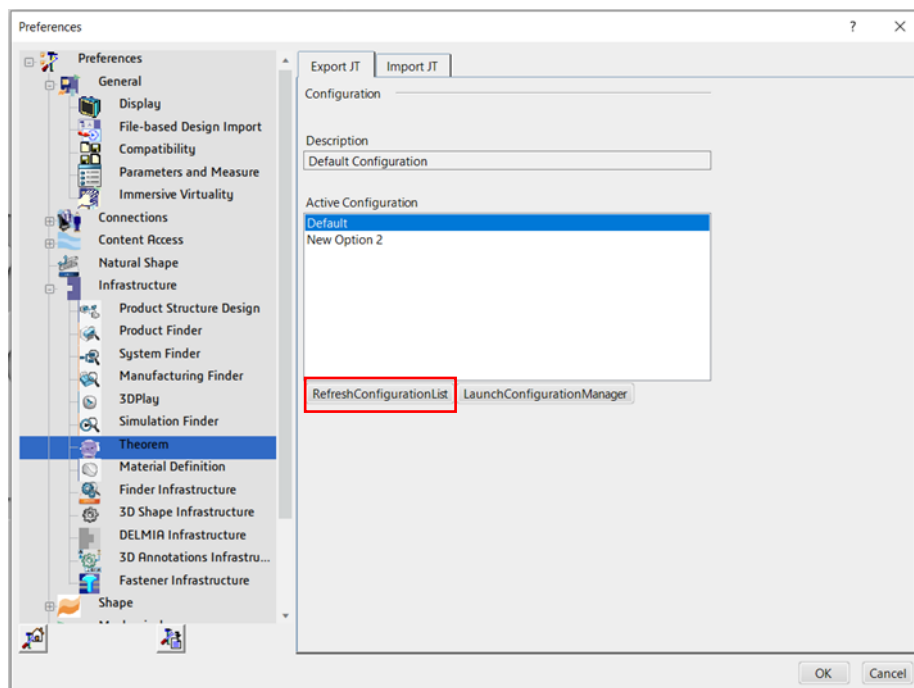 Preferences
?
Preferences
General
Display
File-based Design Import
Compatibility
Parameters and Measure
Immersive Virtuality
Connections
Content Access
Natural Shape
Infrastructure
Product Structure Design
Product Finder
System Finder
Manufacturing Finder
3DPlay
Simulation Finder
Theorem
Material Definition
Finder Infrastructure
3D Shape Infrastructure
DELMIA Infrastructure
3D Annotations Infrastru...
Fastener Infrastructure
Shape
Export JT Import JT
Configuration
Description
Default Configuration
Active Configuration
Default
New Option 2
RefreshConfigurationList LaunchConfigurationManager
OK Cancel